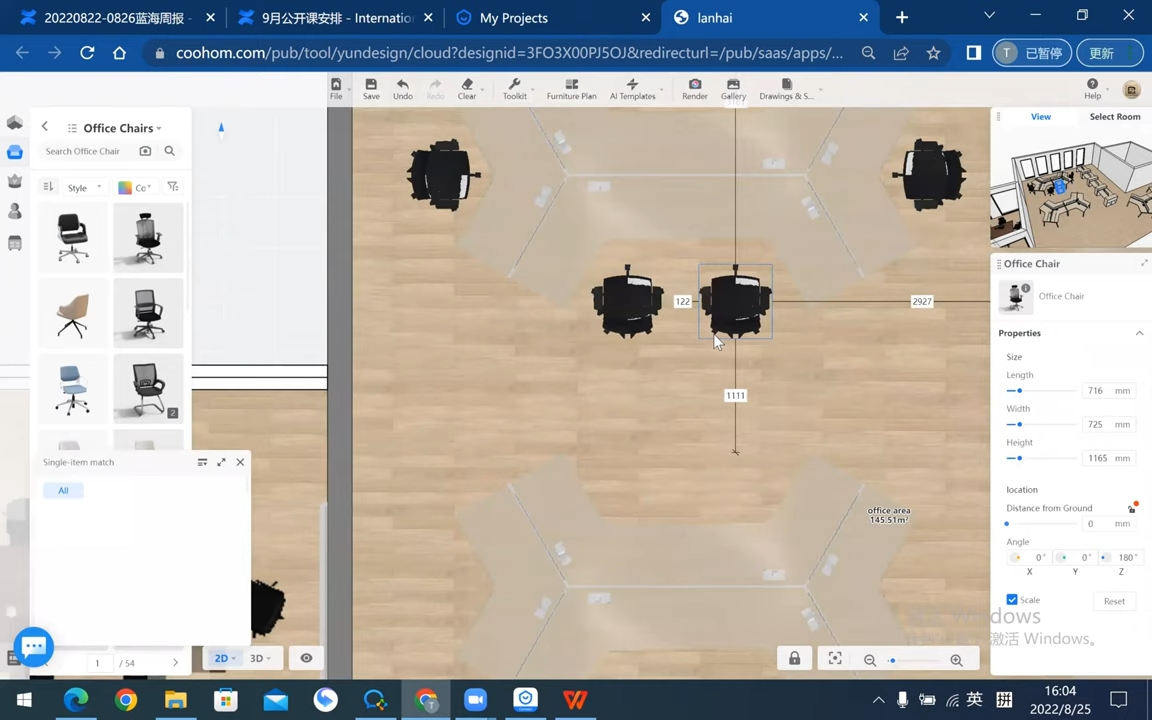 20220822-0826蓝海周报 -
9月公开课安排 - Internatio
My Projects
lanhai
coohom.com/pub/tool/yundesign/cloud?designid=3FO3X00PJ5OJ&redirecturl=/pub/saas/apps/...
T 已暂停
更新
File
Save
Undo
Redo
Clear
Toolkit
Furniture Plan
AI Templates
Render
Gallery
Drawings & S...
Help
Office Chairs
View
Select Room
Search Office Chair
Style
Co
2
122
2927
1111
office area
145.51m²
Office Chair
Office Chair
Properties
Size
Length
716 mm
Width
725 mm
Height
1165 mm
location
Distance from Ground
0 mm
Angle
0°
0°
180°
X
Y
Z
Scale
Reset
Single-item match
All
1 / 54
2D
3D
激活 Windows。
英
拼
16:04
2022/8/25